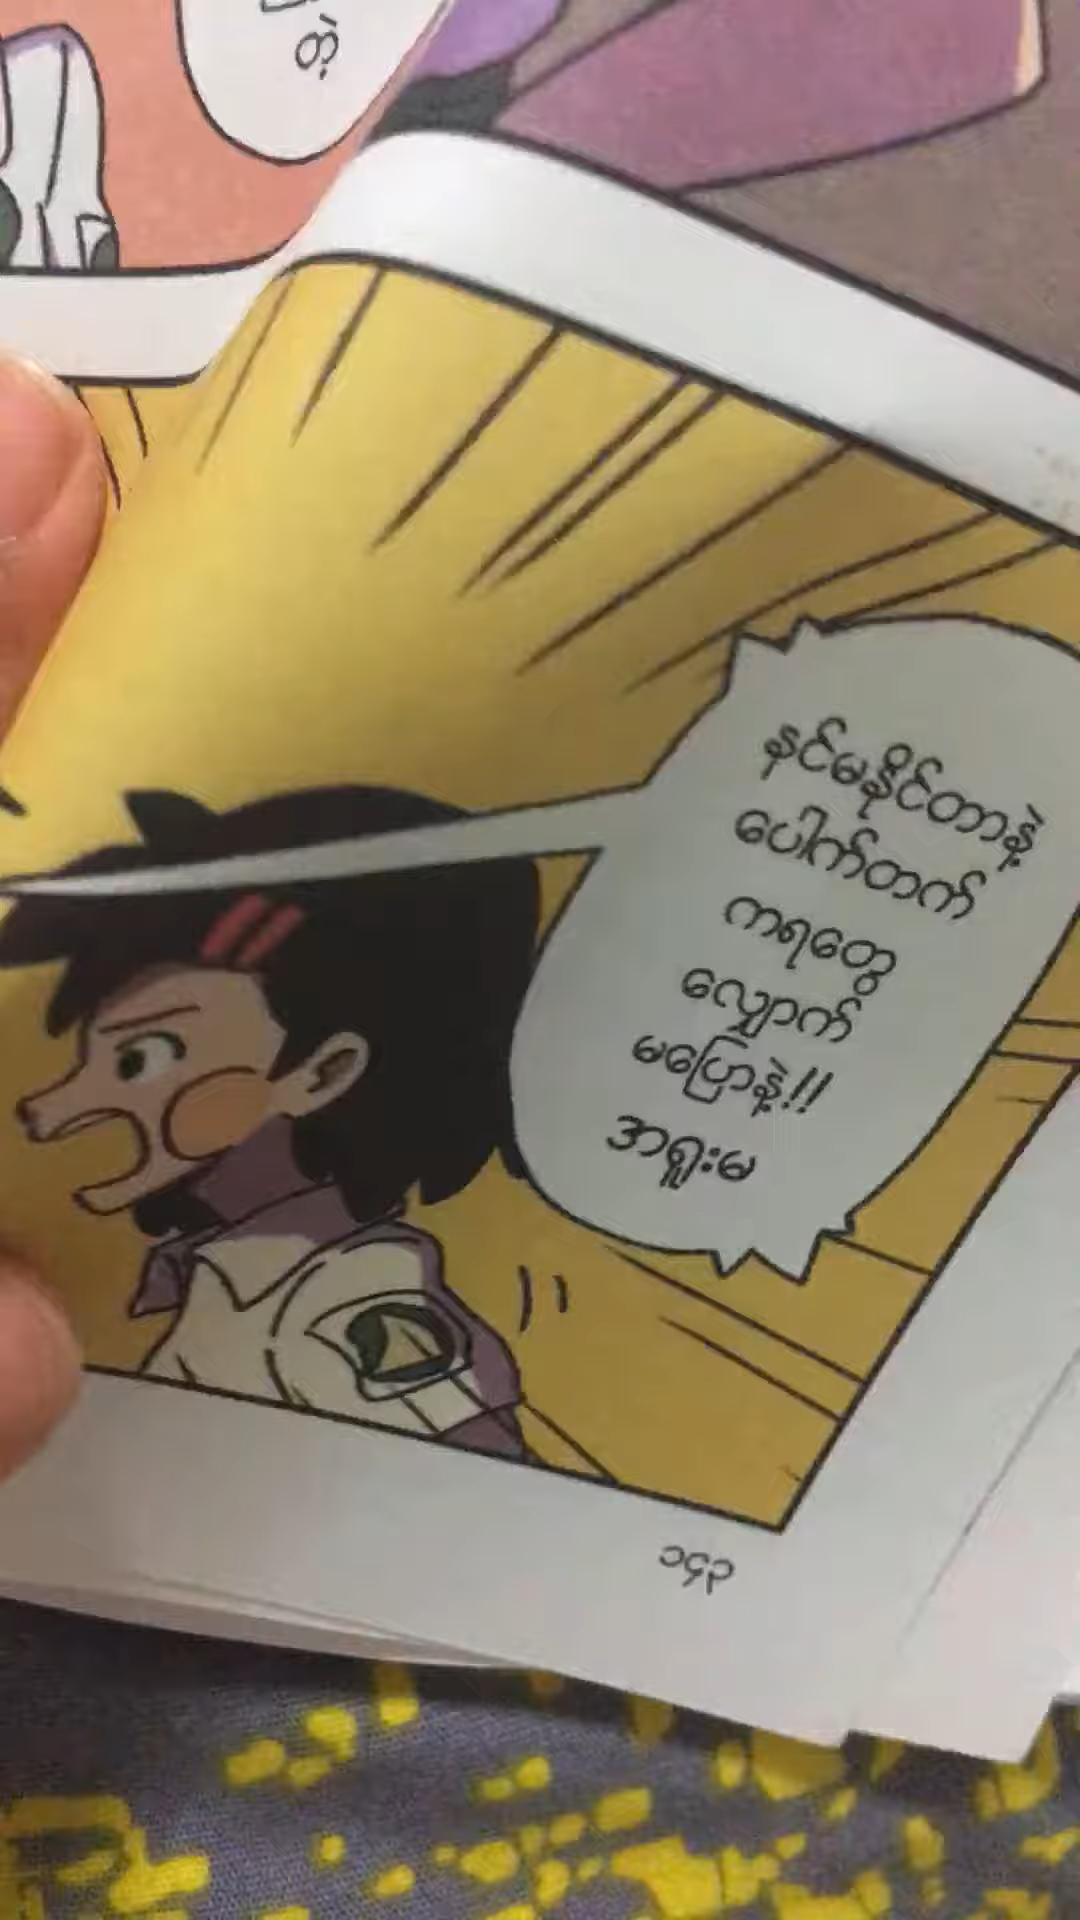 နင်မနိုင်တာနဲ့
ပေါက်တက်
ကရတွေ
လျှောက်
မပြောနဲ့!!
အရူးမ
၁၄၃